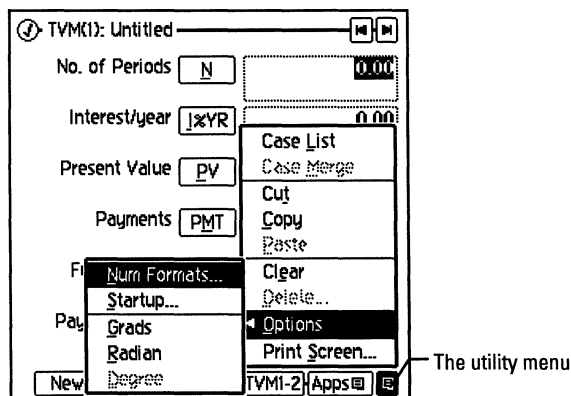 TVM(1): Untitled
No. of Periods N 0.00
Interest/year I%YR 0.00
Case List
Case Merge
Present Value PV
Cut
Payments PMT
Copy
Paste
Num Formats...
Clear
Startup...
Delete...
Grads
Options
Radian
Print Screen...
Degree
New
TVM1-2 Apps
The utility menu